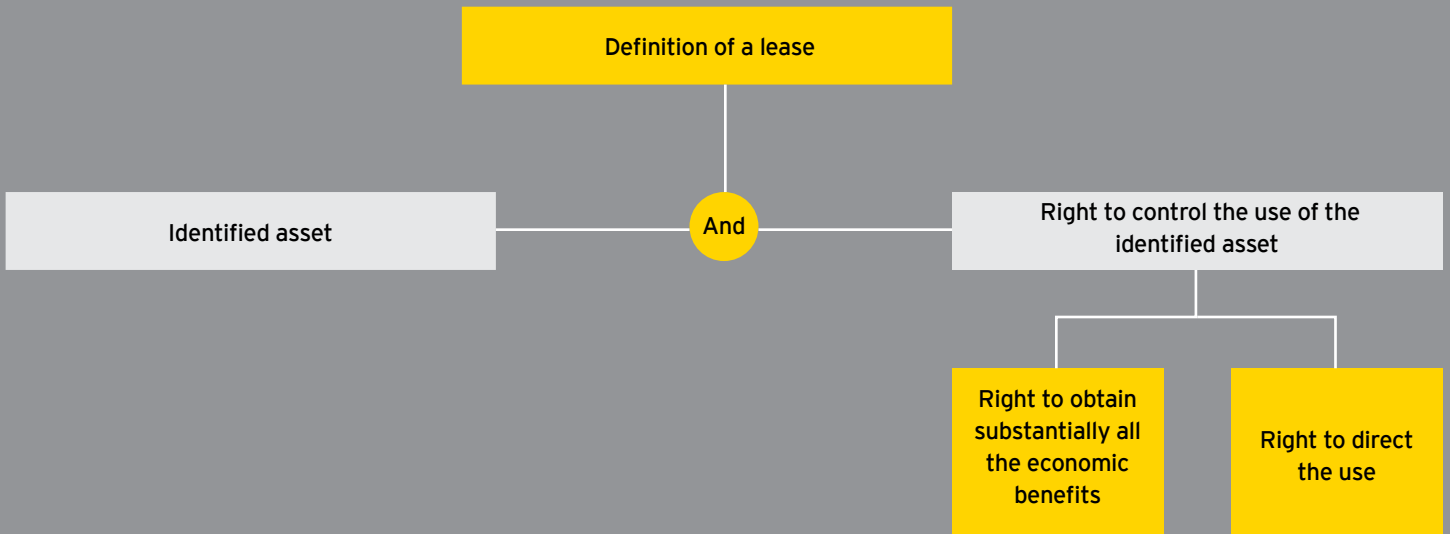 Definition of a lease
Identified asset
And
Right to control the use of the
identified asset
Right to obtain
substantially all
the economic
benefits
Right to direct
the use